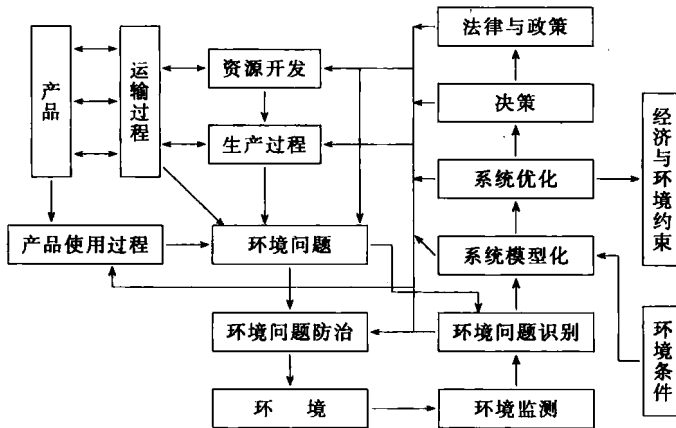 法律与政策
资源开发
产品
运输过程
决策
经济与环境约束
生产过程
系统优化
产品使用过程
环境问题
系统模型化
环境问题防治
环境问题识别
环境条件
环 境
环境监测